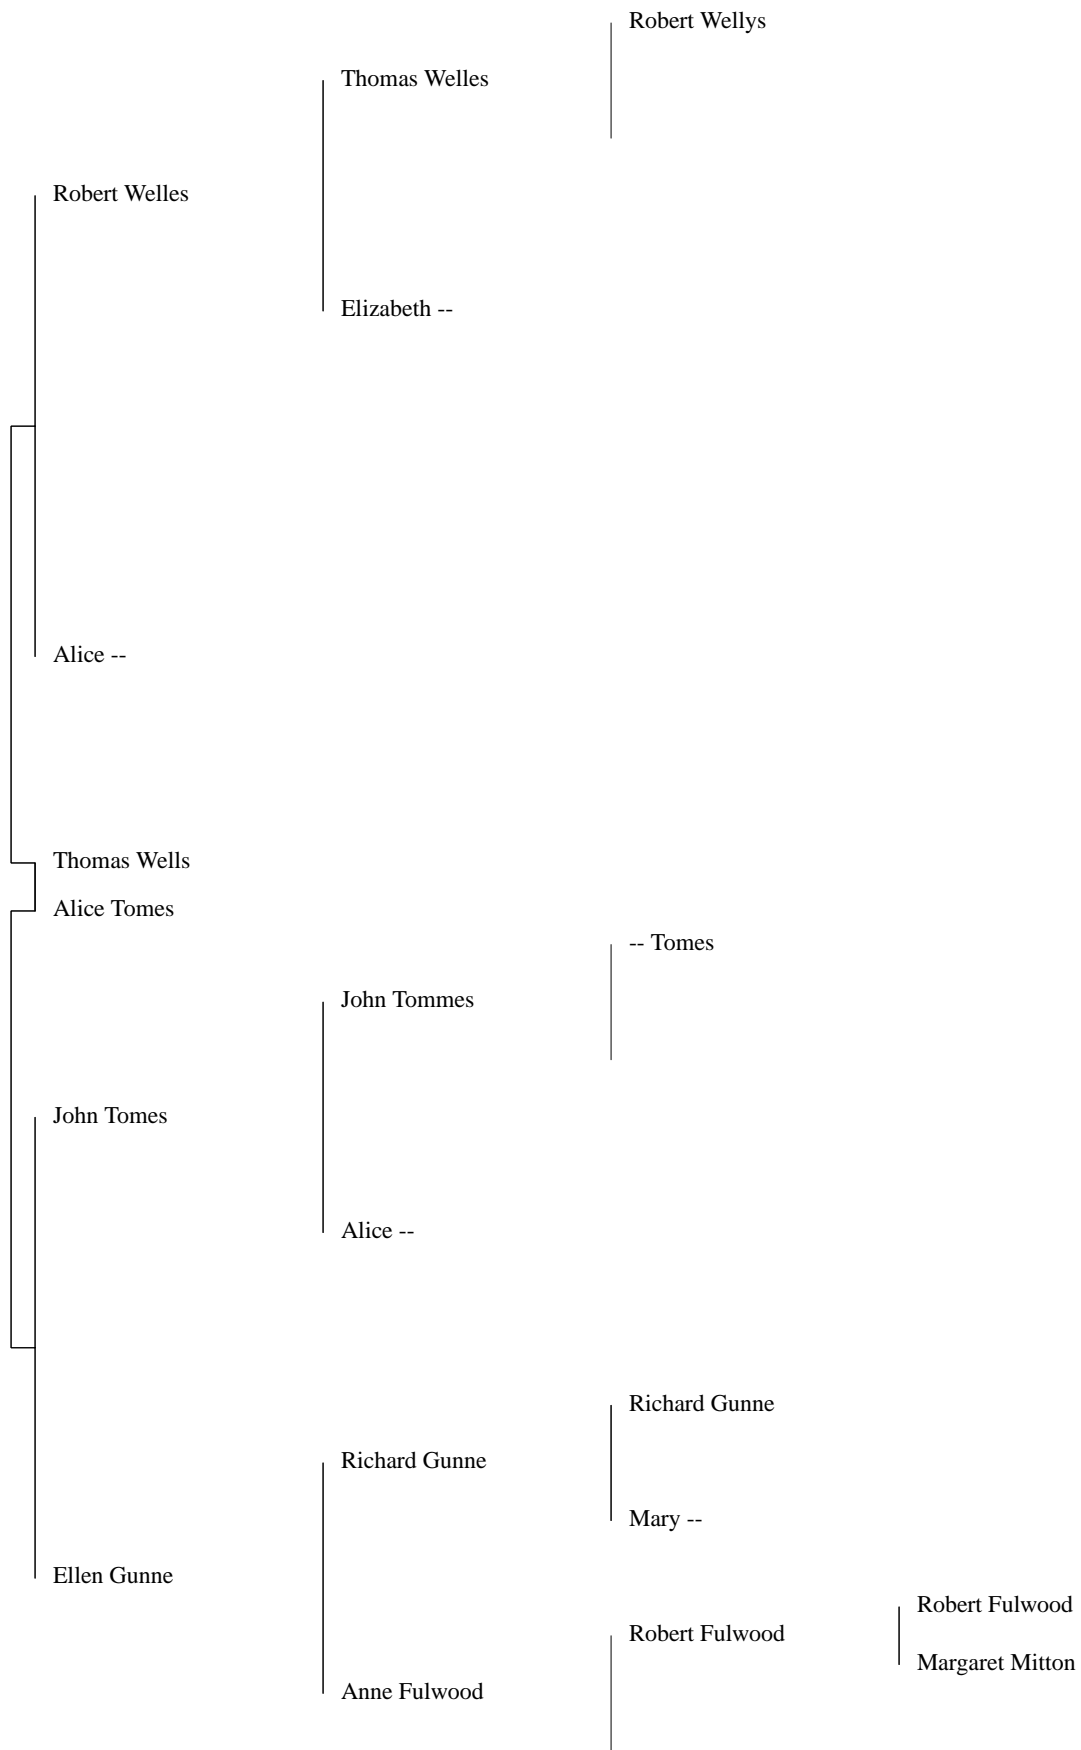 Robert Wellys
Thomas Welles
Robert Welles
Elizabeth --
Alice --
Thomas Wells
Alice Tomes
-- Tomes
John Tommes
John Tomes
Alice --
Richard Gunne
Richard Gunne
Mary --
Ellen Gunne
Robert Fulwood
Robert Fulwood
Margaret Mitton
Anne Fulwood